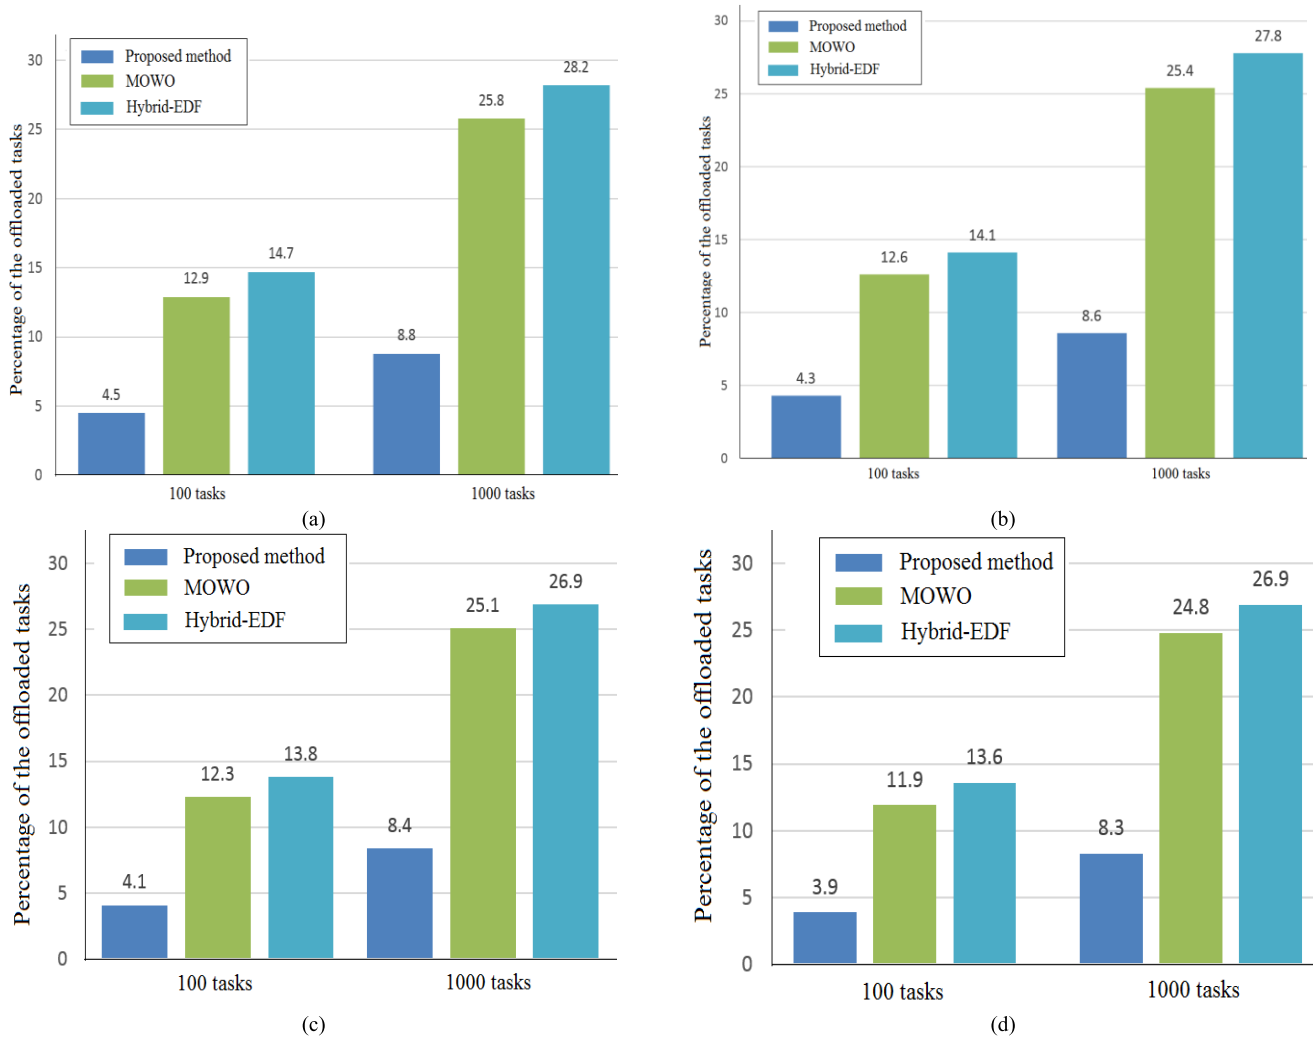 Percentage of the offloaded tasks
Proposed method
MOWO
Hybrid-EDF
30
25
20
15
10
5
0
4.5
12.9
14.7
8.8
25.8
28.2
100 tasks
1000 tasks
(a)
Percentage of the offloaded tasks
Proposed method
MOWO
Hybrid-EDF
30
25
20
15
10
5
0
4.3
12.6
14.1
8.6
25.4
27.8
100 tasks
1000 tasks
(b)
Percentage of the offloaded tasks
Proposed method
MOWO
Hybrid-EDF
30
25
20
15
10
5
0
4.1
12.3
13.8
8.4
25.1
26.9
100 tasks
1000 tasks
(c)
Percentage of the offloaded tasks
Proposed method
MOWO
Hybrid-EDF
30
25
20
15
10
5
0
3.9
11.9
13.6
8.3
24.8
26.9
100 tasks
1000 tasks
(d)